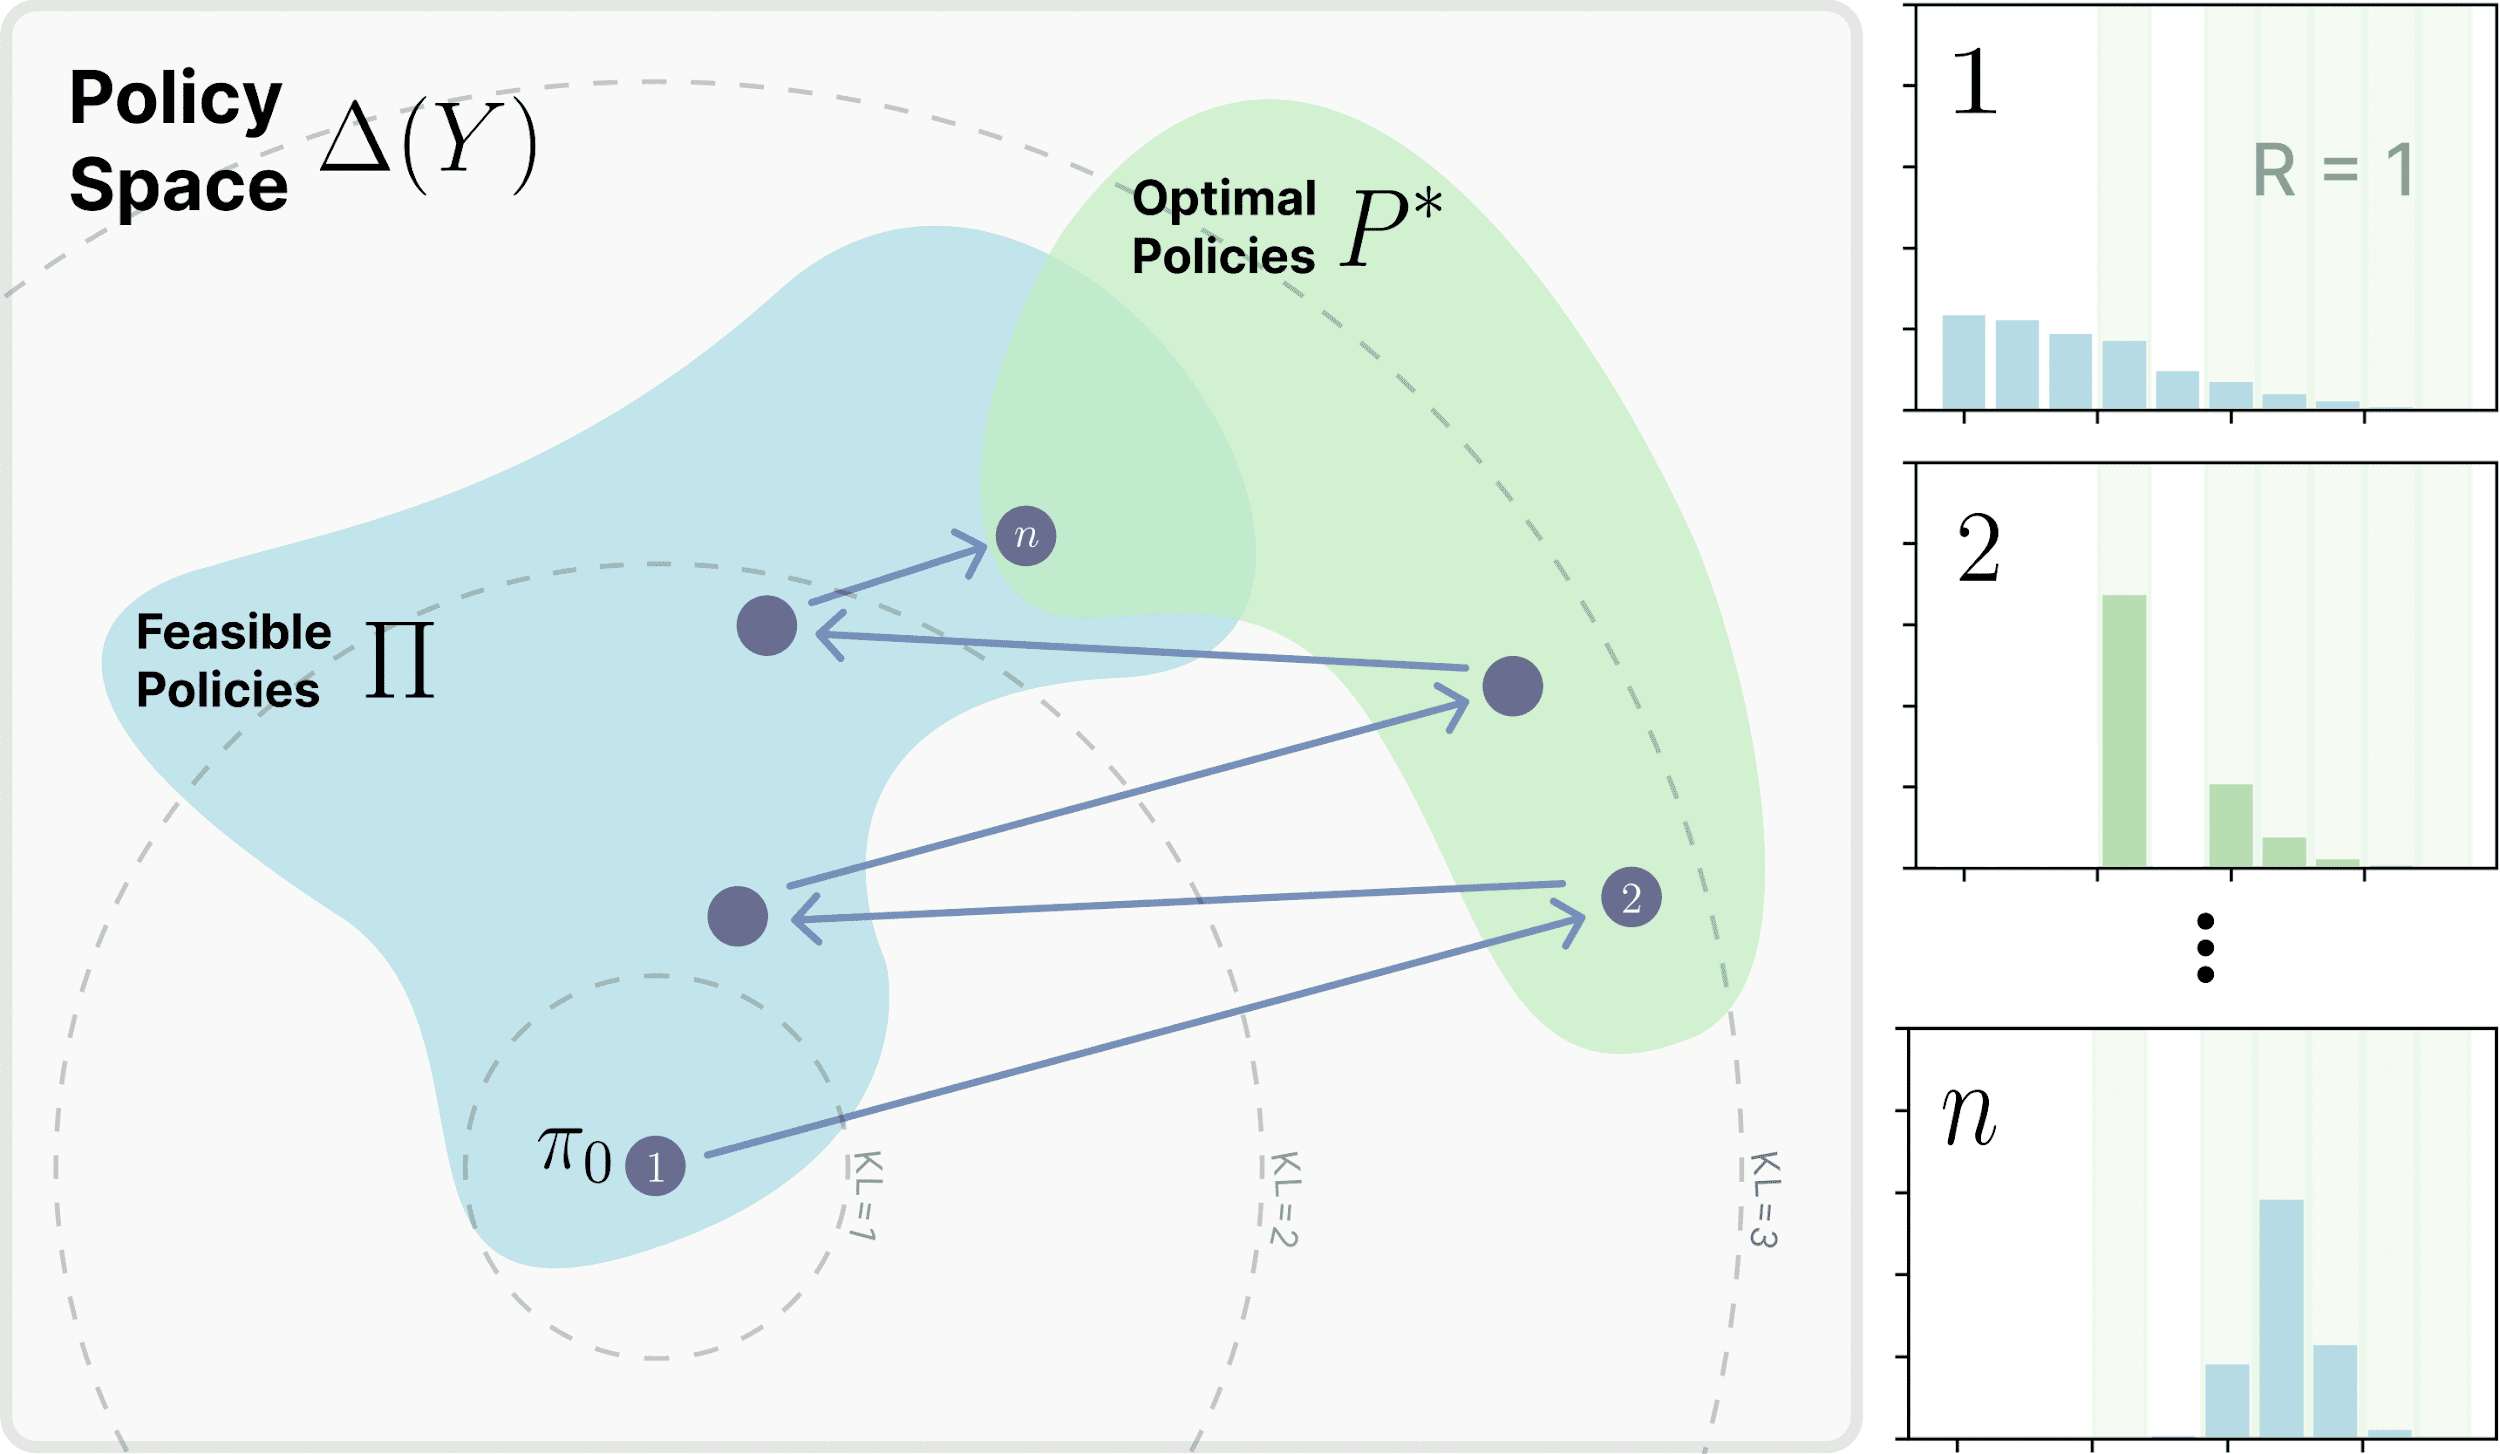 Policy
Space Δ(Y)
Optimal
Policies P*
Feasible
Policies Π
n
2
π0 1
KL=1
KL=2
KL=3
1
R = 1
2
n